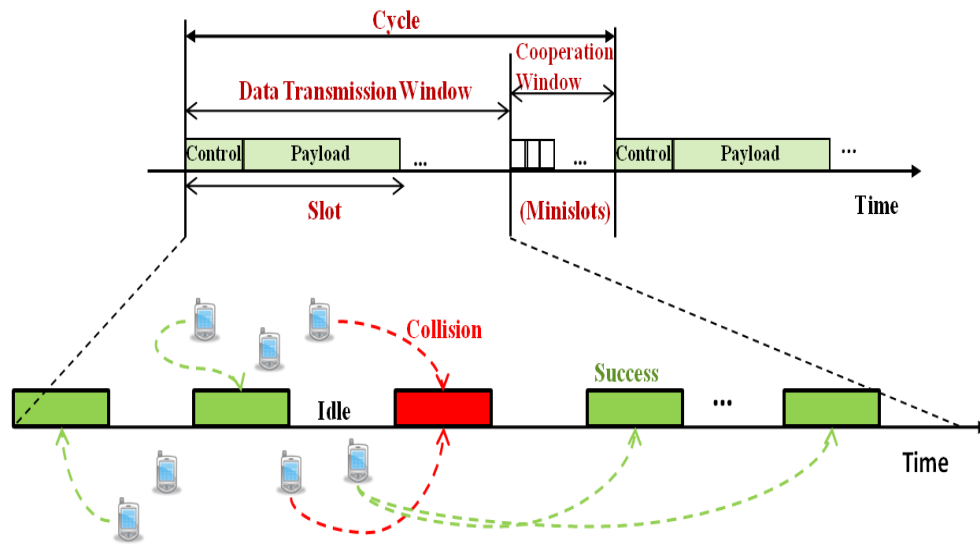 Cycle
Cooperation
Window
Data Transmission Window
Control
Payload
...
...
Control
Payload
...
Slot
(Minislots)
Time
Collision
Success
Idle
...
Time